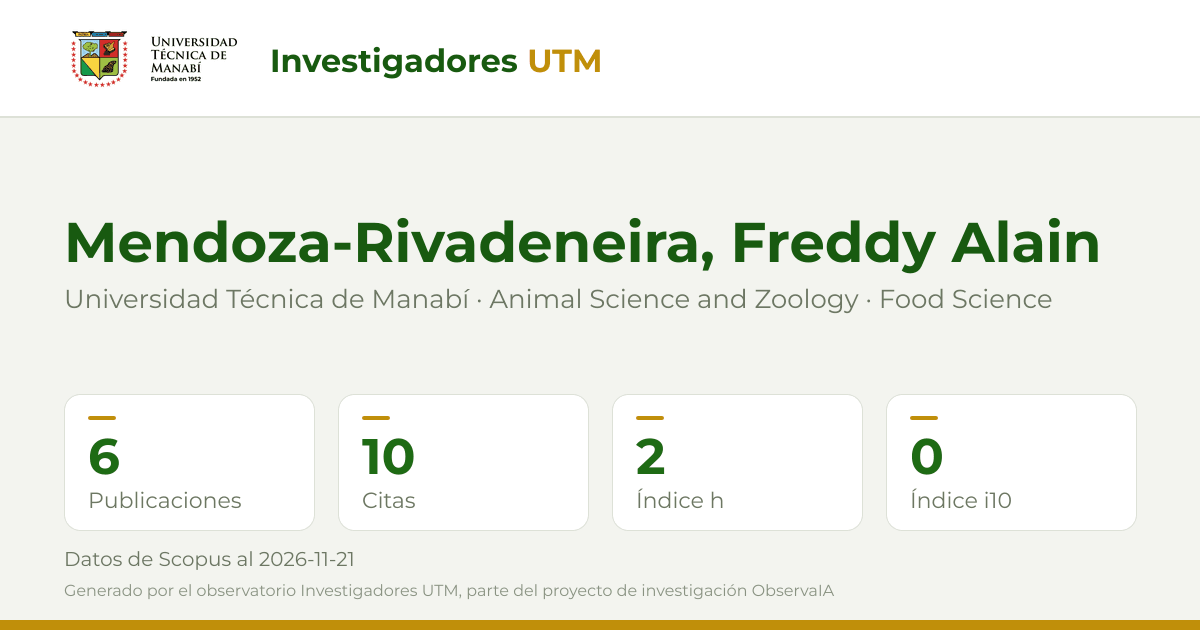 UNIVERSIDAD
TÉCNICA DE
MANABÍ
Fundada en 1952
Investigadores UTM
Mendoza-Rivadeneira, Freddy Alain
Universidad Técnica de Manabí · Animal Science and Zoology · Food Science
6
Publicaciones
10
Citas
2
Índice h
0
Índice i10
Datos de Scopus al 2026-11-21
Generado por el observatorio Investigadores UTM, parte del proyecto de investigación ObservaIA